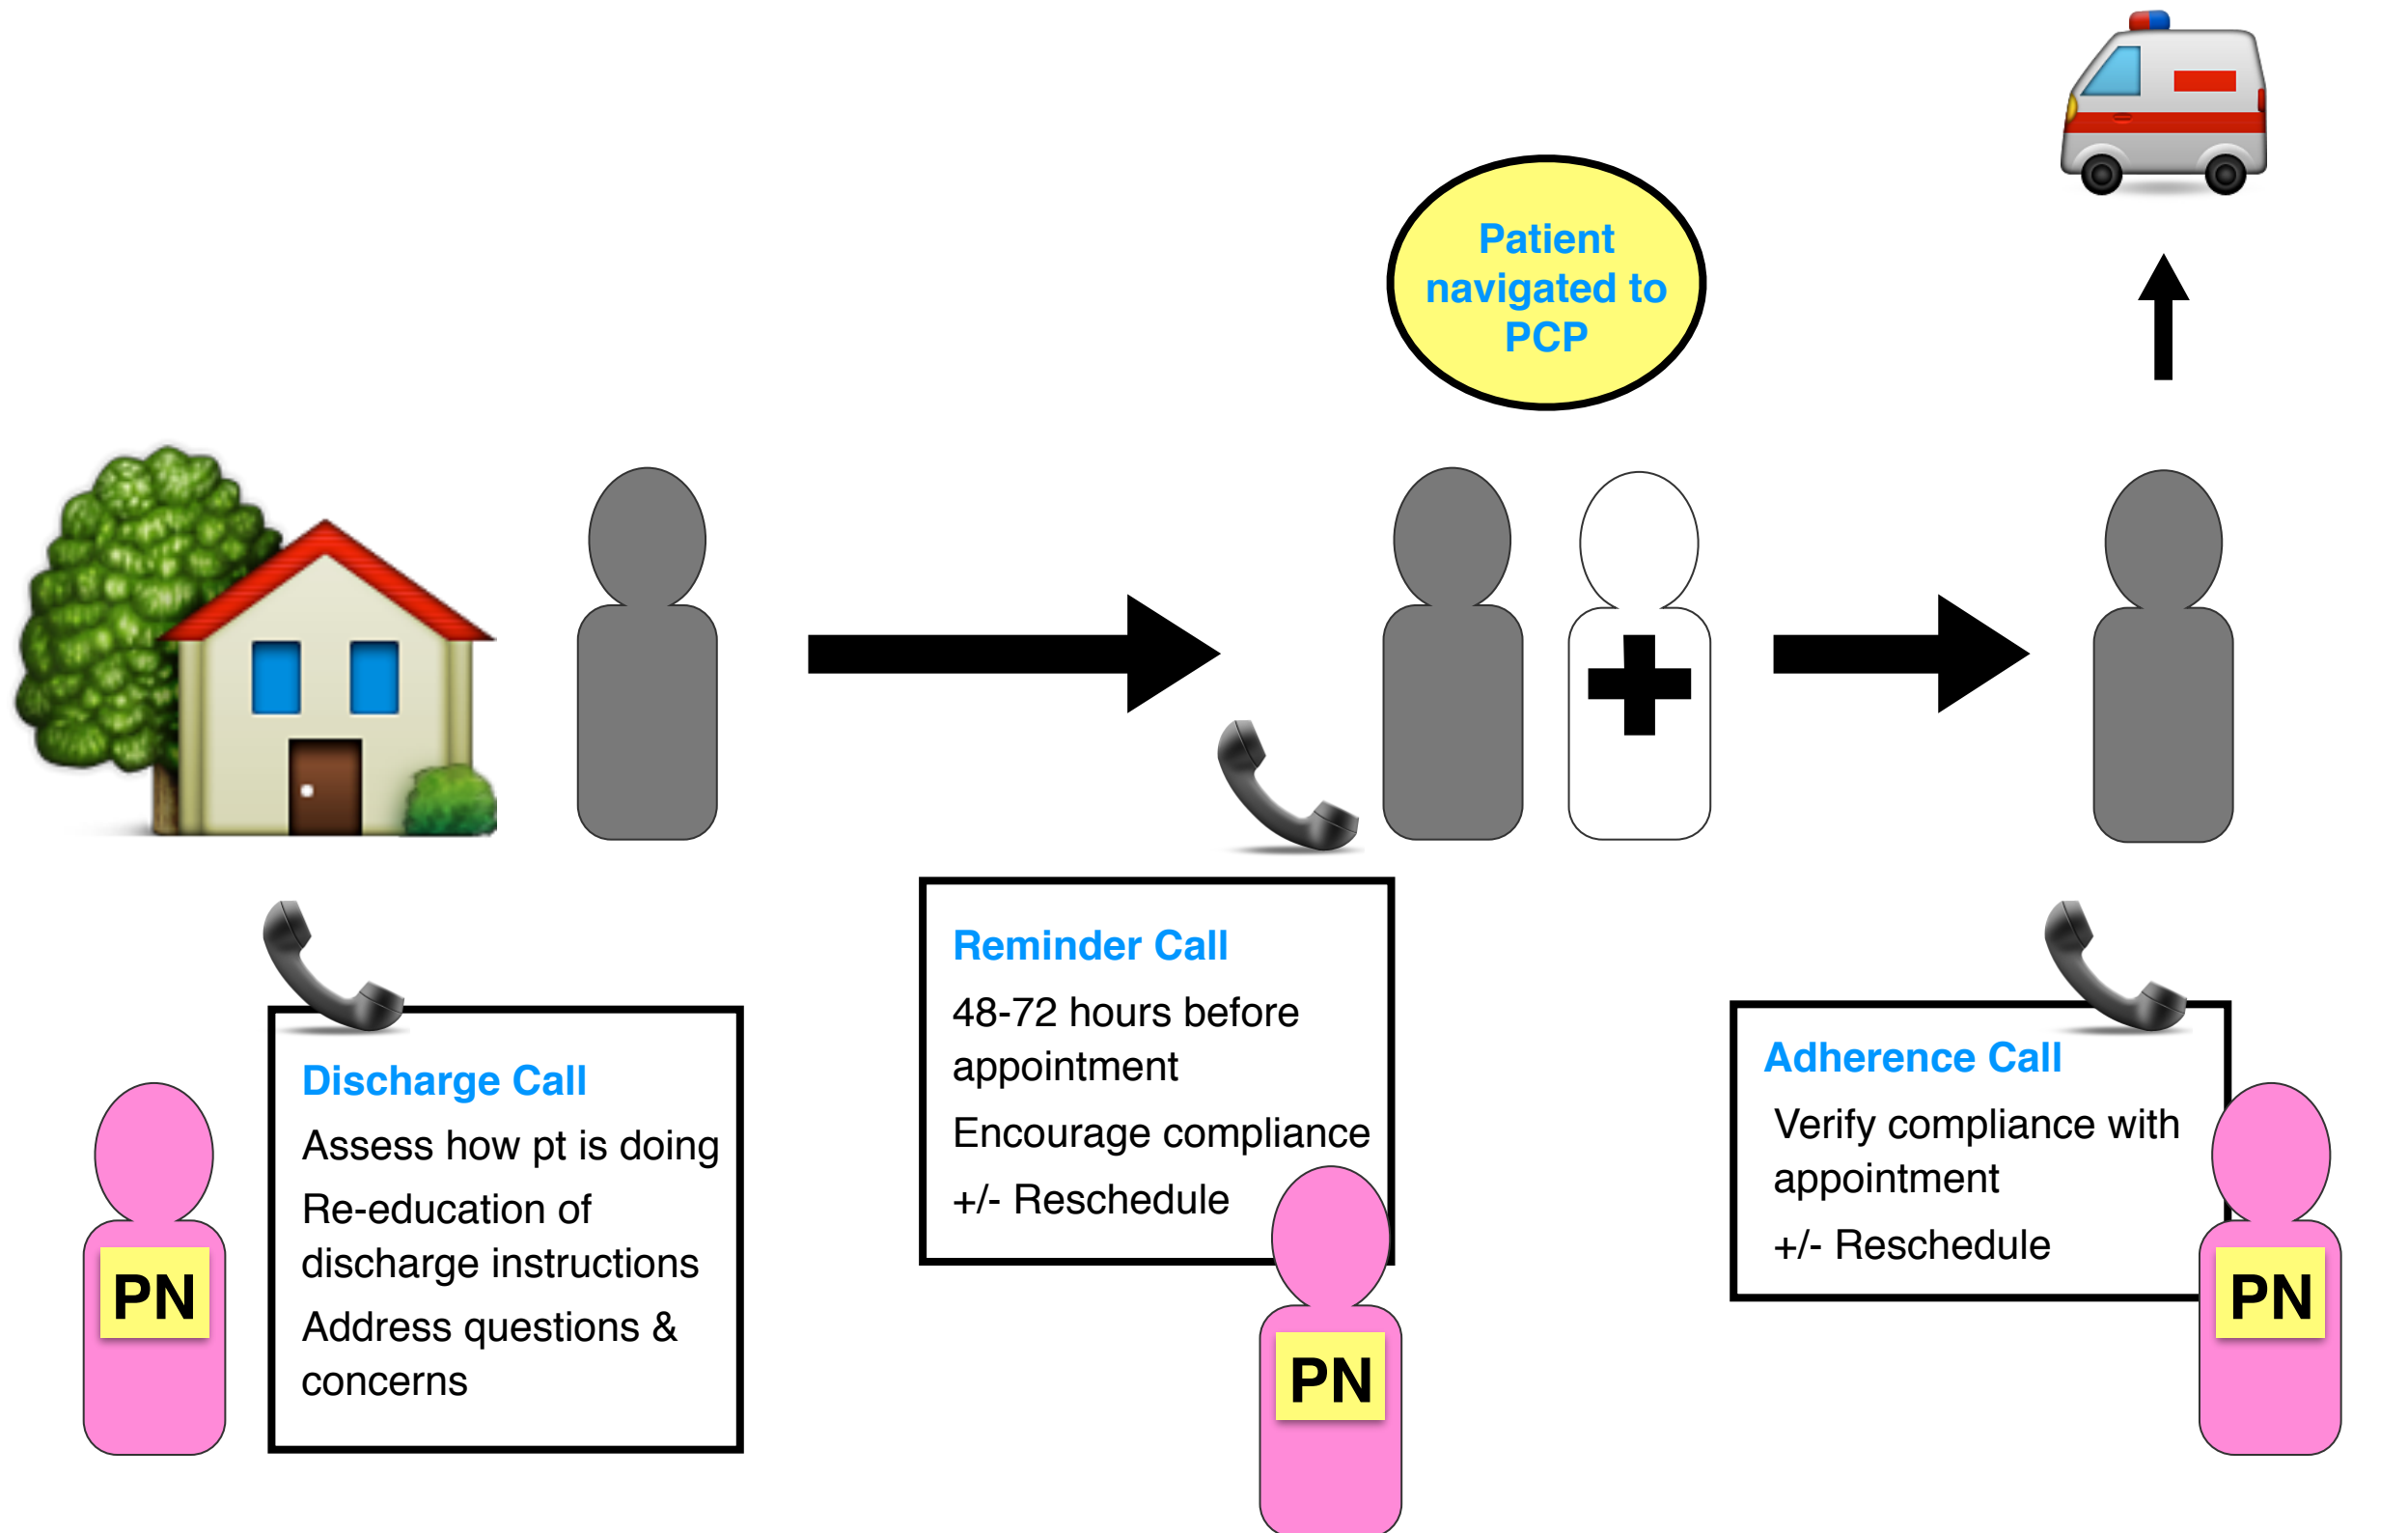 Patient
navigated to
PCP
Discharge Call
Assess how pt is doing
Re-education of
discharge instructions
Address questions &
concerns
PN
Reminder Call
48-72 hours before
appointment
Encourage compliance
+/- Reschedule
PN
Adherence Call
Verify compliance with
appointment
+/- Reschedule
PN